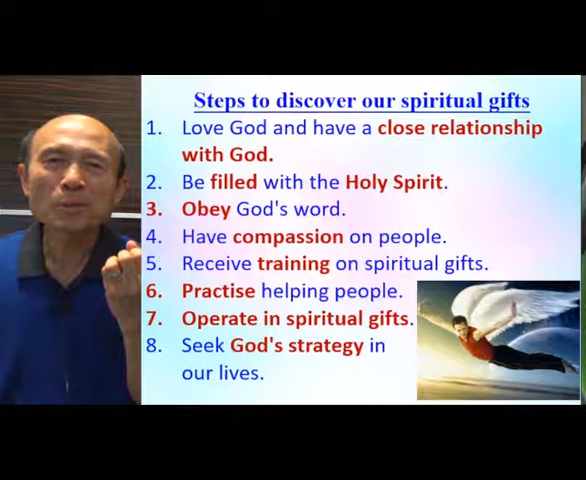 Steps to discover our spiritual gifts
1. Love God and have a close relationship
with God.
2. Be filled with the Holy Spirit.
3. Obey God's word.
4. Have compassion on people.
5. Receive training on spiritual gifts.
6. Practise helping people.
7. Operate in spiritual gifts.
8. Seek God's strategy in
our lives.